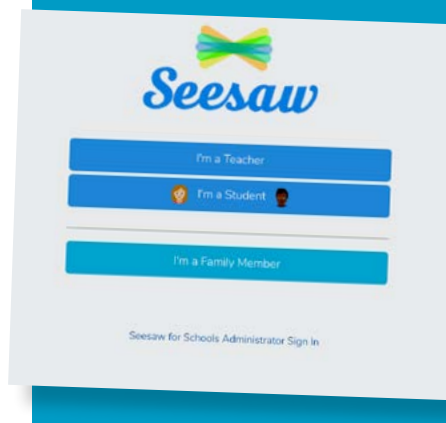 Seesaw
I'm a Teacher
I'm a Student
I'm a Family Member
Seesaw for Schools Administrator Sign In